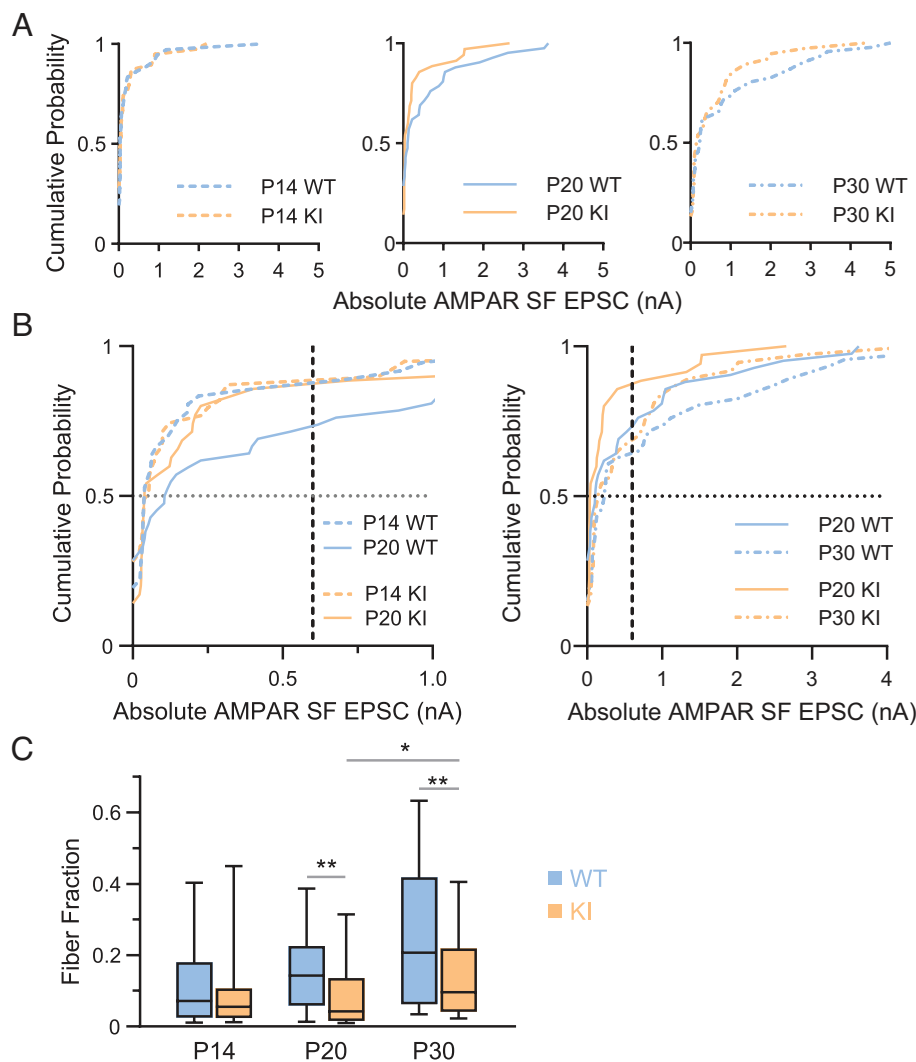 A
Cumulative Probability
1
0.5
0
0 1 2 3 4 5
P14 WT
P14 KI
1
0.5
0
0 1 2 3 4 5
P20 WT
P20 KI
1
0.5
0
0 1 2 3 4 5
P30 WT
P30 KI
Absolute AMPAR SF EPSC (nA)
B
Cumulative Probability
1
0.5
0
0 0.5 1.0
P14 WT
P20 WT
P14 KI
P20 KI
Absolute AMPAR SF EPSC (nA)
Cumulative Probability
1
0.5
0
0 1 2 3 4
P20 WT
P30 WT
P20 KI
P30 KI
Absolute AMPAR SF EPSC (nA)
C
Fiber Fraction
0.6
0.4
0.2
0
P14 P20 P30
**
*
**
WT
KI